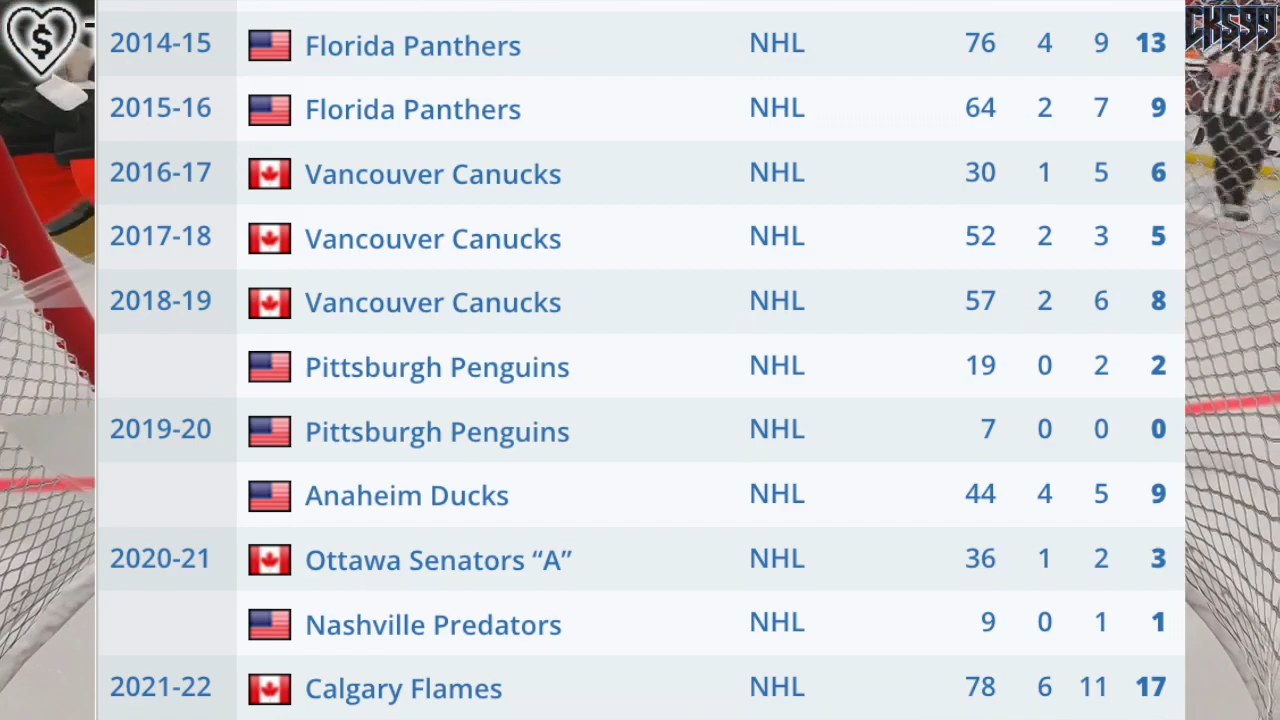 CKS99
2014-15 Florida Panthers NHL 76 4 9 13
2015-16 Florida Panthers NHL 64 2 7 9
2016-17 Vancouver Canucks NHL 30 1 5 6
2017-18 Vancouver Canucks NHL 52 2 3 5
2018-19 Vancouver Canucks NHL 57 2 6 8
Pittsburgh Penguins NHL 19 0 2 2
2019-20 Pittsburgh Penguins NHL 7 0 0 0
Anaheim Ducks NHL 44 4 5 9
2020-21 Ottawa Senators “A” NHL 36 1 2 3
Nashville Predators NHL 9 0 1 1
2021-22 Calgary Flames NHL 78 6 11 17